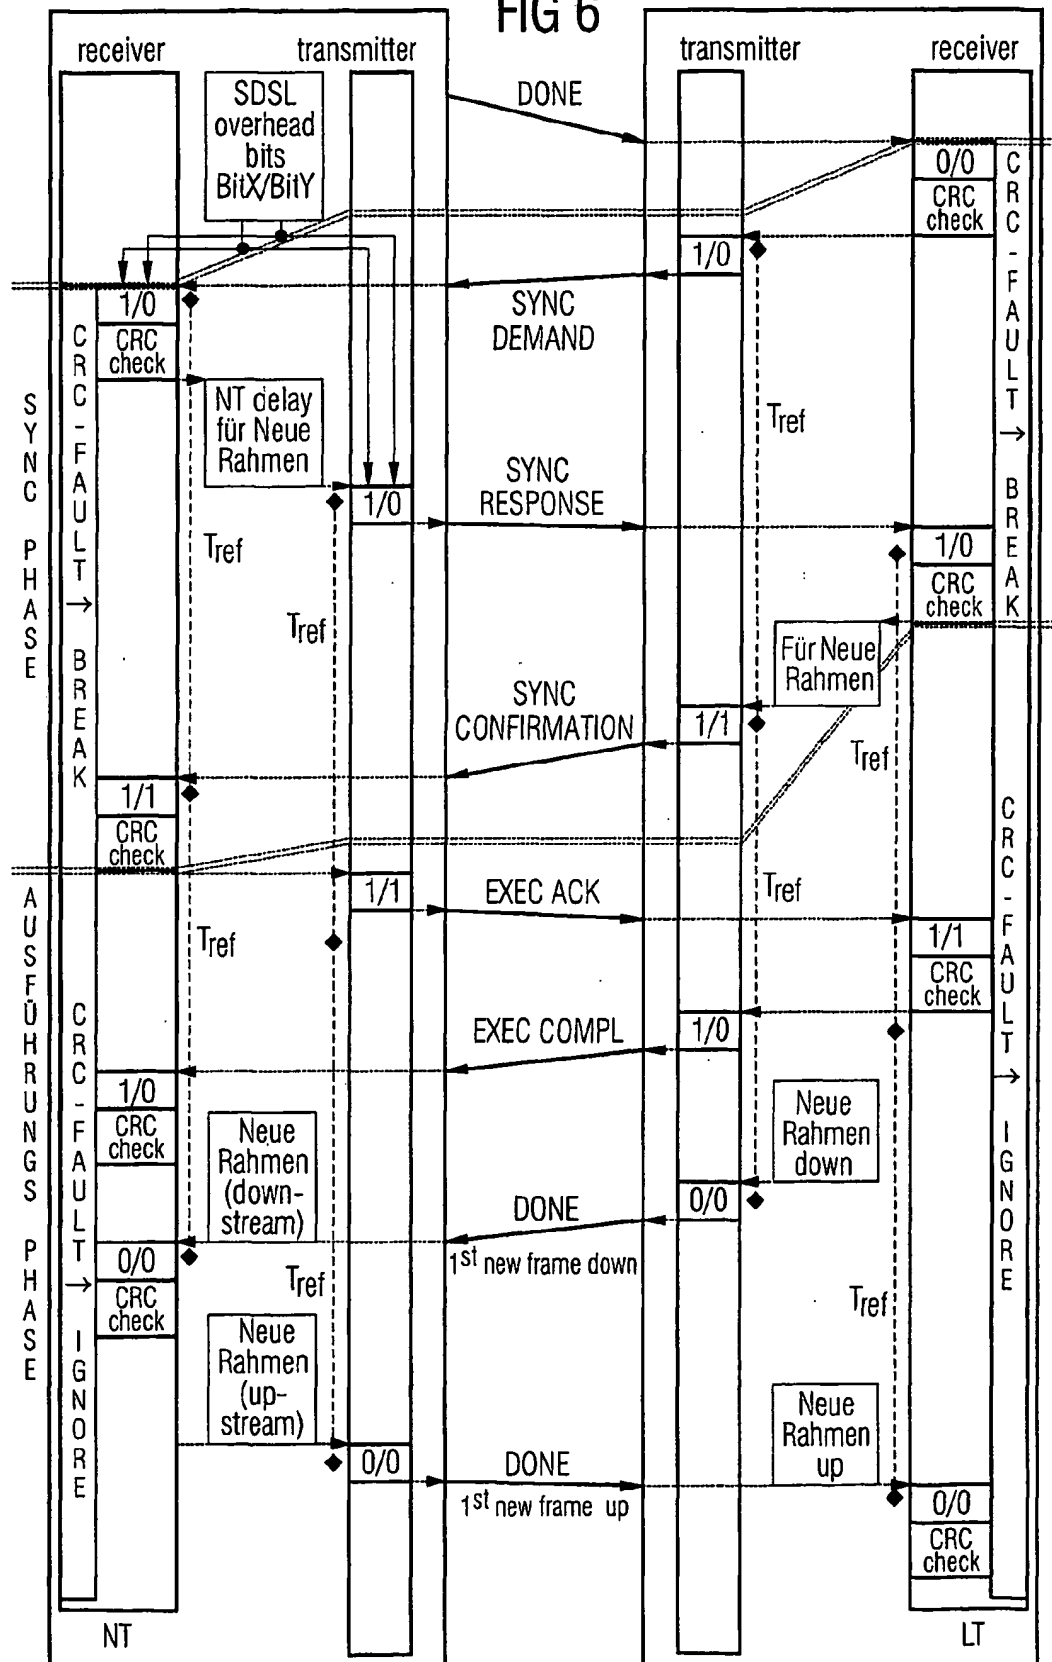 FIG 6
receiver
transmitter
transmitter
receiver
SDSL
overhead
bits
BitX/BitY
DONE
0/0
CRC
check
1/0
SYNC
DEMAND
1/0
CRC
check
NT delay
für Neue
Rahmen
Tref
SYNC
RESPONSE
1/0
1/0
CRC
check
Tref
Tref
Für Neue
Rahmen
SYNC
CONFIRMATION
1/1
Tref
1/1
CRC
check
1/1
EXEC ACK
Tref
Tref
1/1
CRC
check
EXEC COMPL
1/0
1/0
CRC
check
Neue
Rahmen
down
Neue
Rahmen
(down-
stream)
0/0
DONE
1st new frame down
0/0
CRC
check
Tref
Tref
Neue
Rahmen
(up-
stream)
Neue
Rahmen
up
0/0
DONE
1st new frame up
0/0
CRC
check
SYNC PHASE
AUSFÜHRUNGS PHASE
CRC-FAULT → BREAK
CRC-FAULT → IGNORE
CRC-FAULT → BREAK
CRC-FAULT → IGNORE
NT
LT